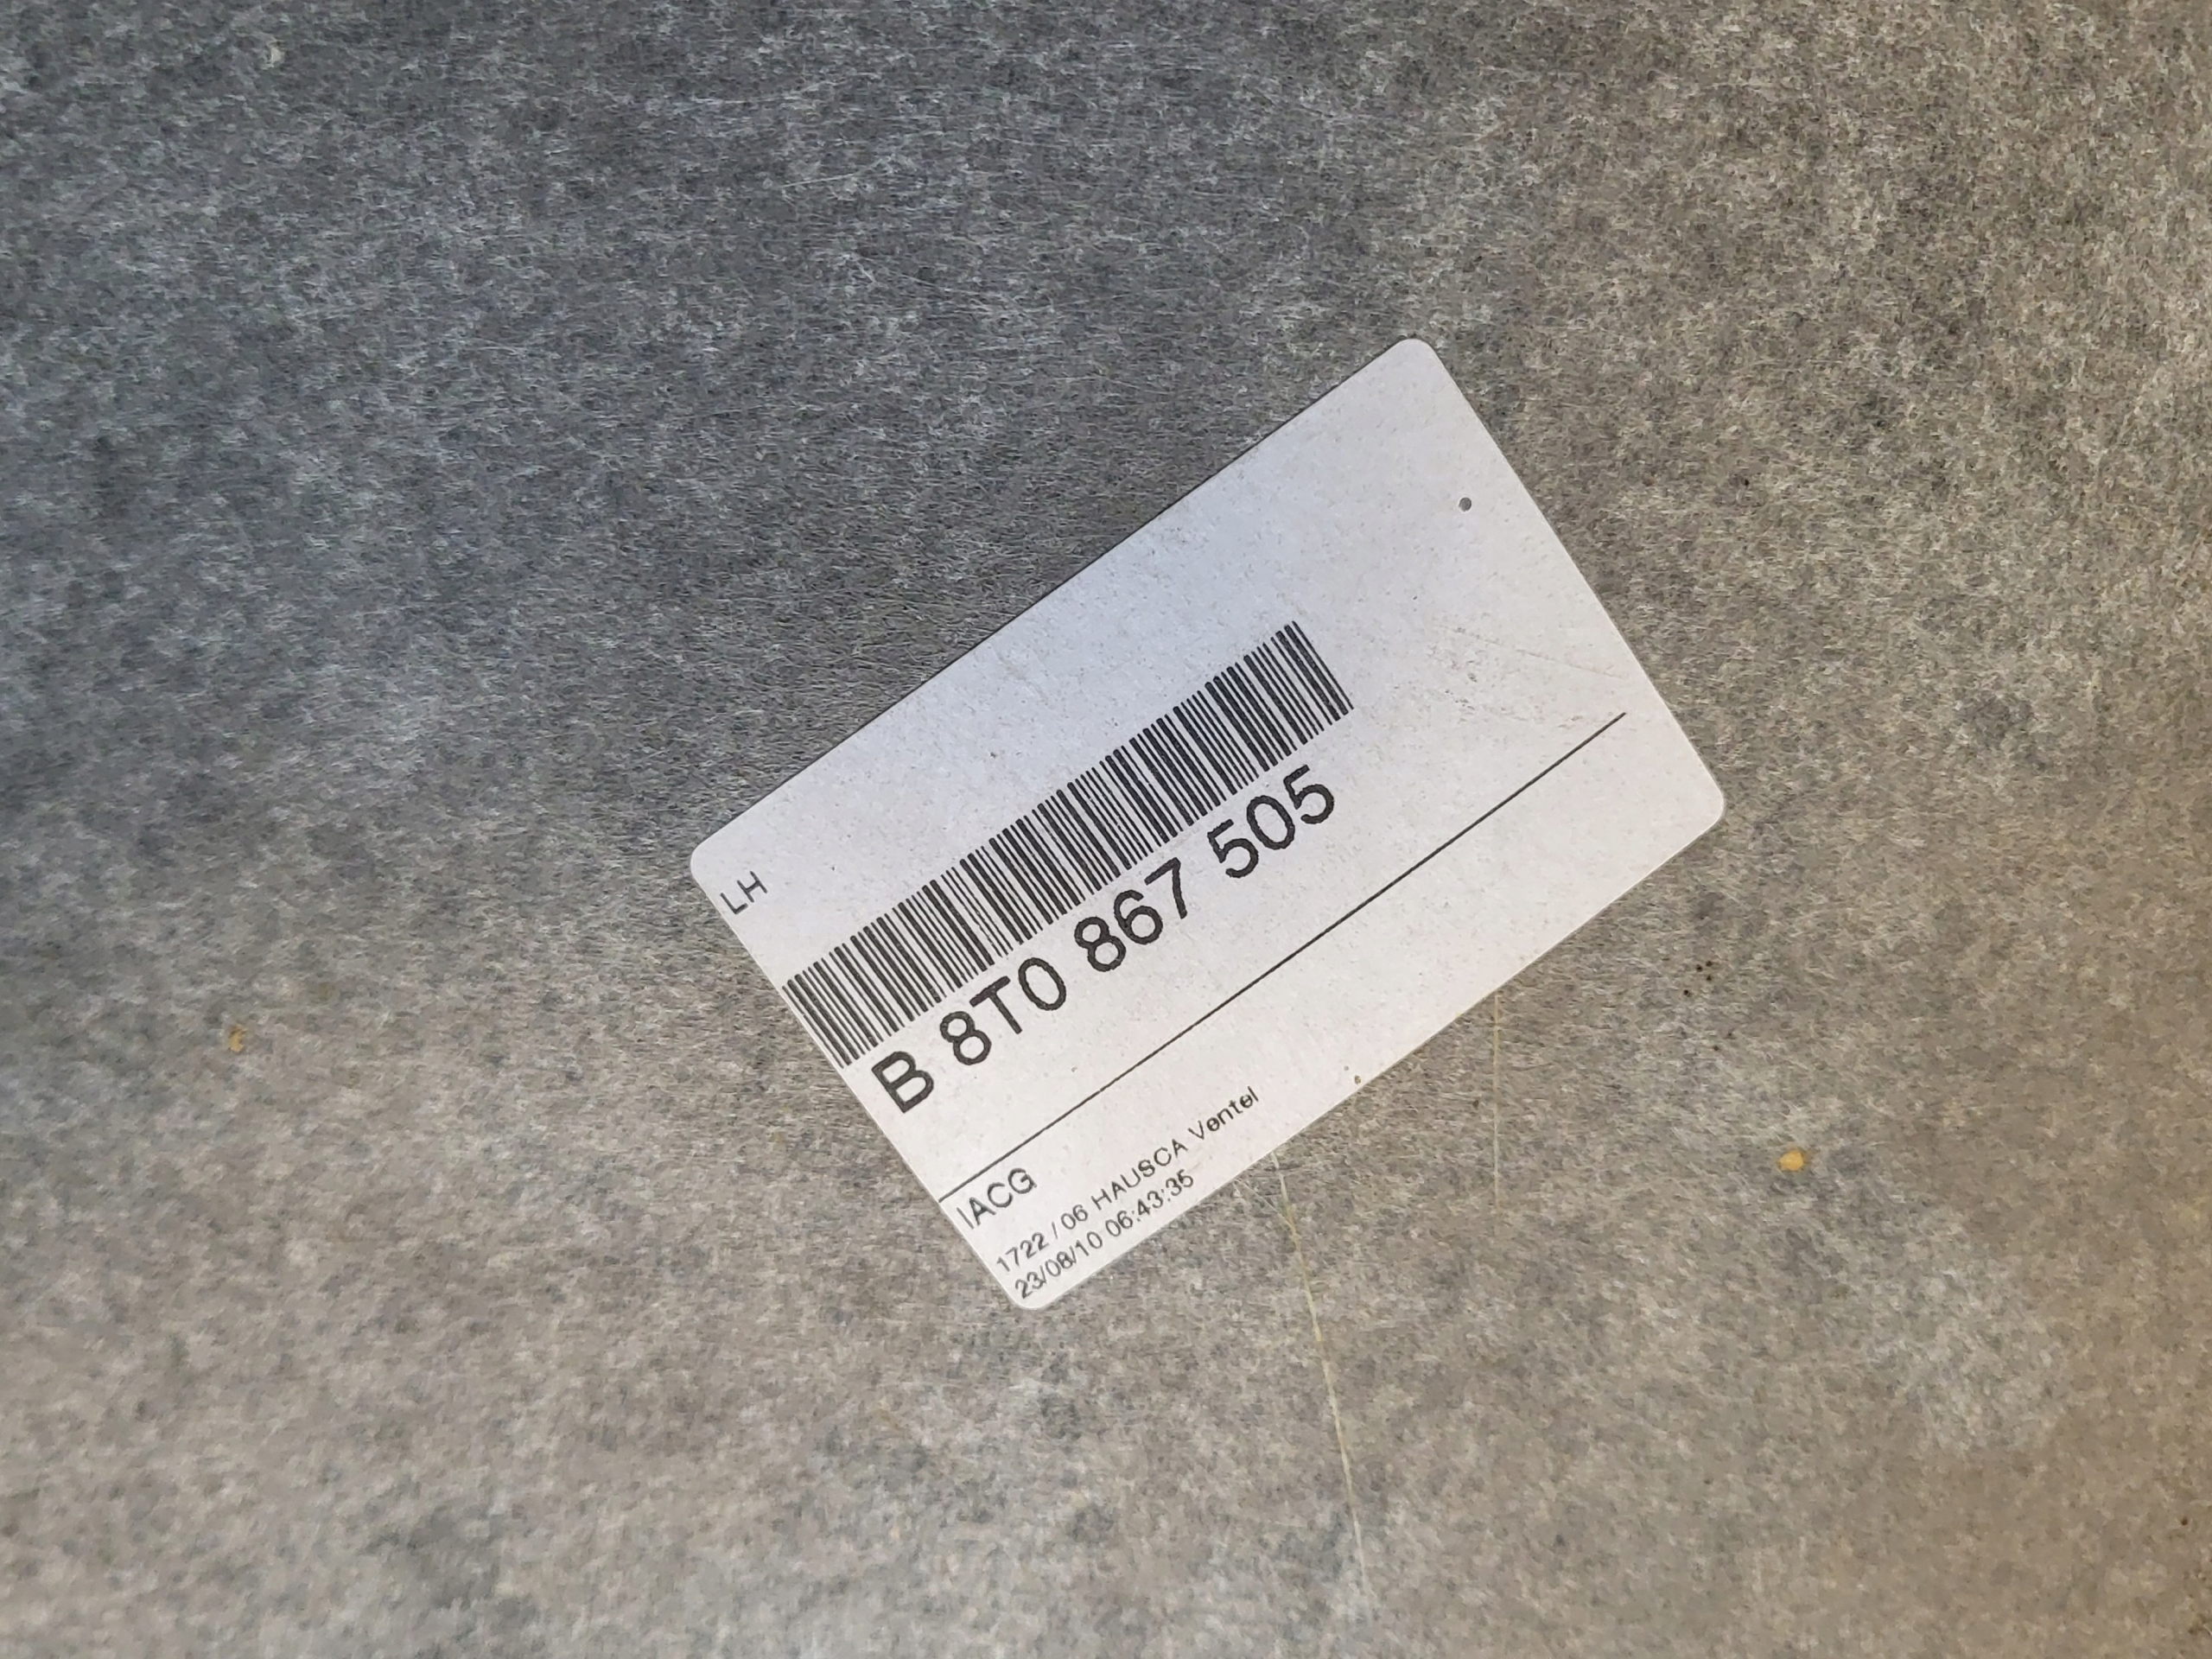 LH
B 8T0 867 505
IACG
1722 / 06 HAUSCA Ventel
23/08/10 06:43:35